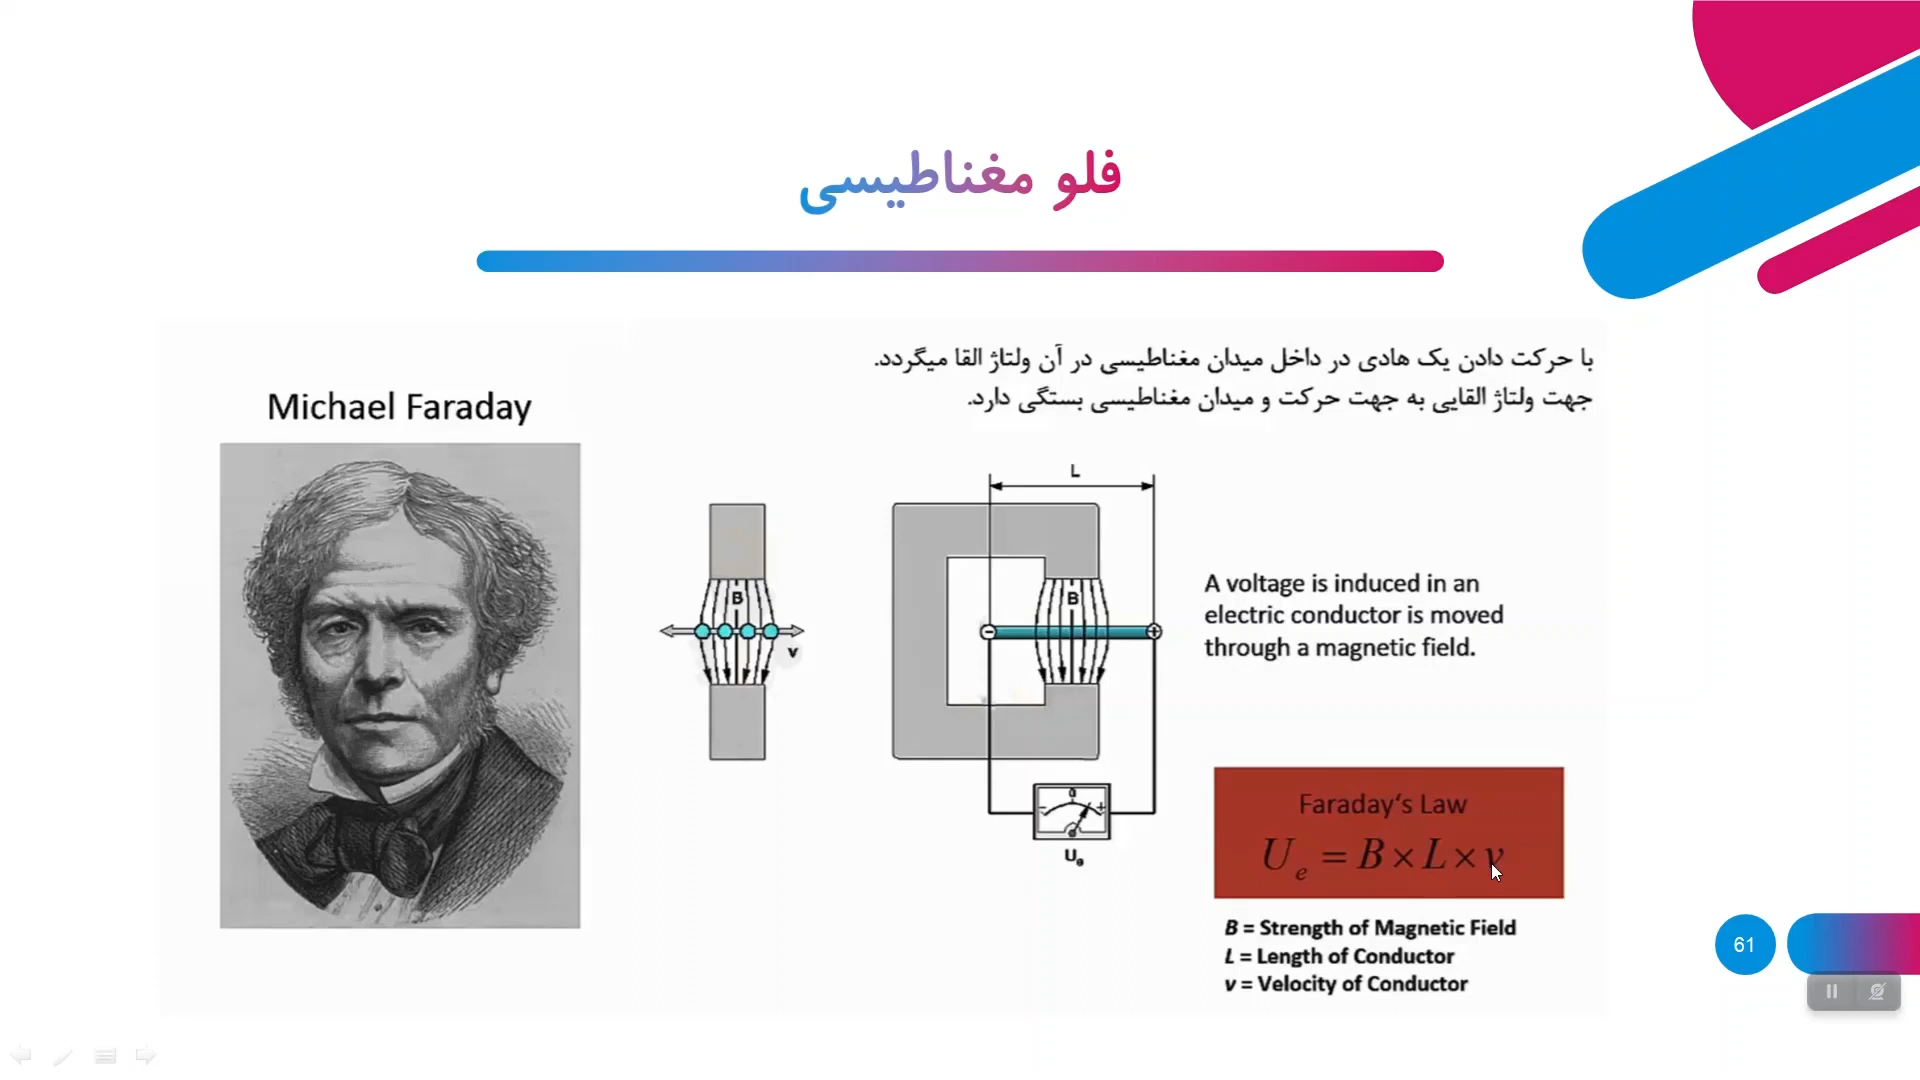 فلو مغناطیسی
با حرکت دادن یک هادی در داخل میدان مغناطیسی در آن ولتاژ القا میگردد.
جهت ولتاژ القایی به جهت حرکت و میدان مغناطیسی بستگی دارد.
Michael Faraday
B
v
L
B
−
+
A voltage is induced in an
electric conductor is moved
through a magnetic field.
0
− +
Ue
Faraday's Law
U e = B × L × v
B = Strength of Magnetic Field
L = Length of Conductor
v = Velocity of Conductor
61